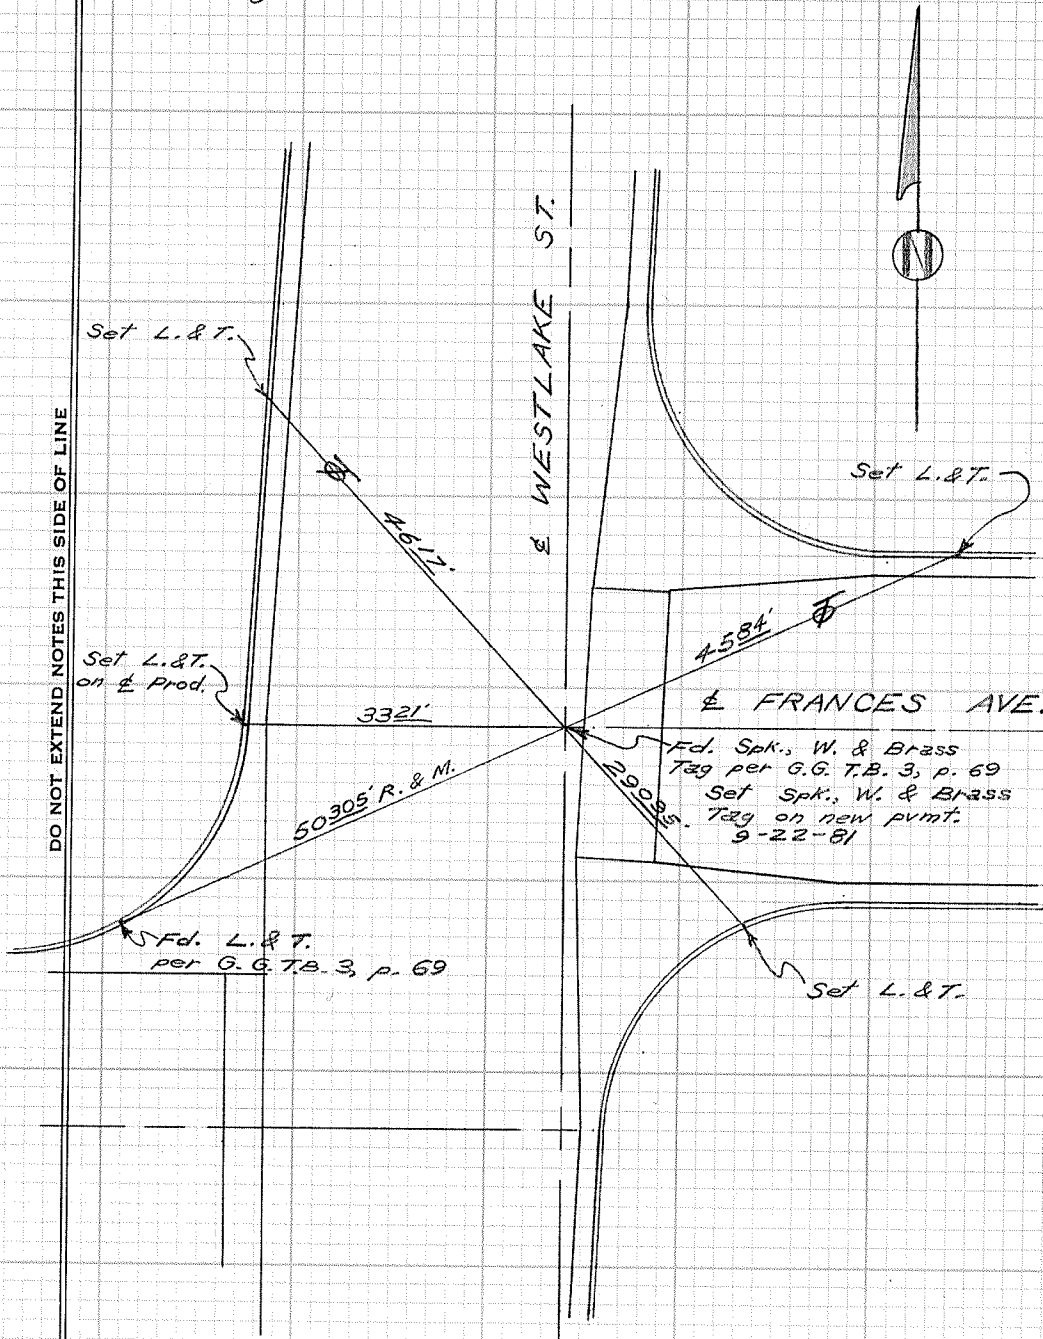 DO NOT EXTEND NOTES THIS SIDE OF LINE
Set L.&T.
℄ WESTLAKE ST.
Set L.&T.
46 17'
45 84'
Set L.&T.
on ℄ Prod.
33 21'
℄ FRANCES AVE.
Fd. Spk., W. & Brass
Tag per G.G. T.B. 3, p. 69
Set Spk., W. & Brass
Tag on new pvmt.
9-22-81
50 305' R. & M.
29 095'
Fd. L. & T.
per G.G. T.B. 3, p. 69
Set L.&T.